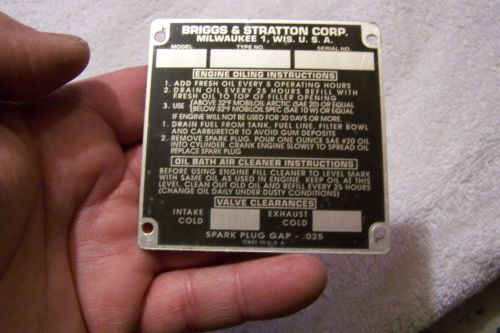 BRIGGS & STRATTON CORP.
MILWAUKEE 1, WIS. U. S. A.
MODEL TYPE NO. SERIAL NO.
ENGINE OILING INSTRUCTIONS
1. ADD FRESH OIL EVERY 5 OPERATING HOURS
2. DRAIN OIL EVERY 25 HOURS REFILL WITH
FRESH OIL TO TOP OF FILLER OPENING
3. USE {ABOVE 32°F MOBILOIL ARCTIC (SAE 20) OR EQUAL
{BELOW 32°F MOBILOIL SPEC (SAE 10 W) OR EQUAL
IF ENGINE WILL NOT BE USED FOR 30 DAYS OR MORE.
1. DRAIN FUEL FROM TANK, FUEL LINE, FILTER BOWL
AND CARBURETOR TO AVOID GUM DEPOSITS
2. REMOVE SPARK PLUG. POUR ONE OUNCE SAE #20 OIL
INTO CYLINDER. CRANK ENGINE SLOWLY TO SPREAD OIL
REPLACE SPARK PLUG
OIL BATH AIR CLEANER INSTRUCTIONS
BEFORE USING ENGINE FILL CLEANER TO LEVEL MARK
WITH SAME OIL AS USED IN ENGINE. KEEP OIL AT THIS
LEVEL. CLEAN OUT OLD OIL AND REFILL EVERY 25 HOURS
(CHANGE OIL DAILY UNDER DUSTY CONDITIONS)
VALVE CLEARANCES
INTAKE EXHAUST
COLD COLD
SPARK PLUG GAP - .025
MADE IN U. S. A.